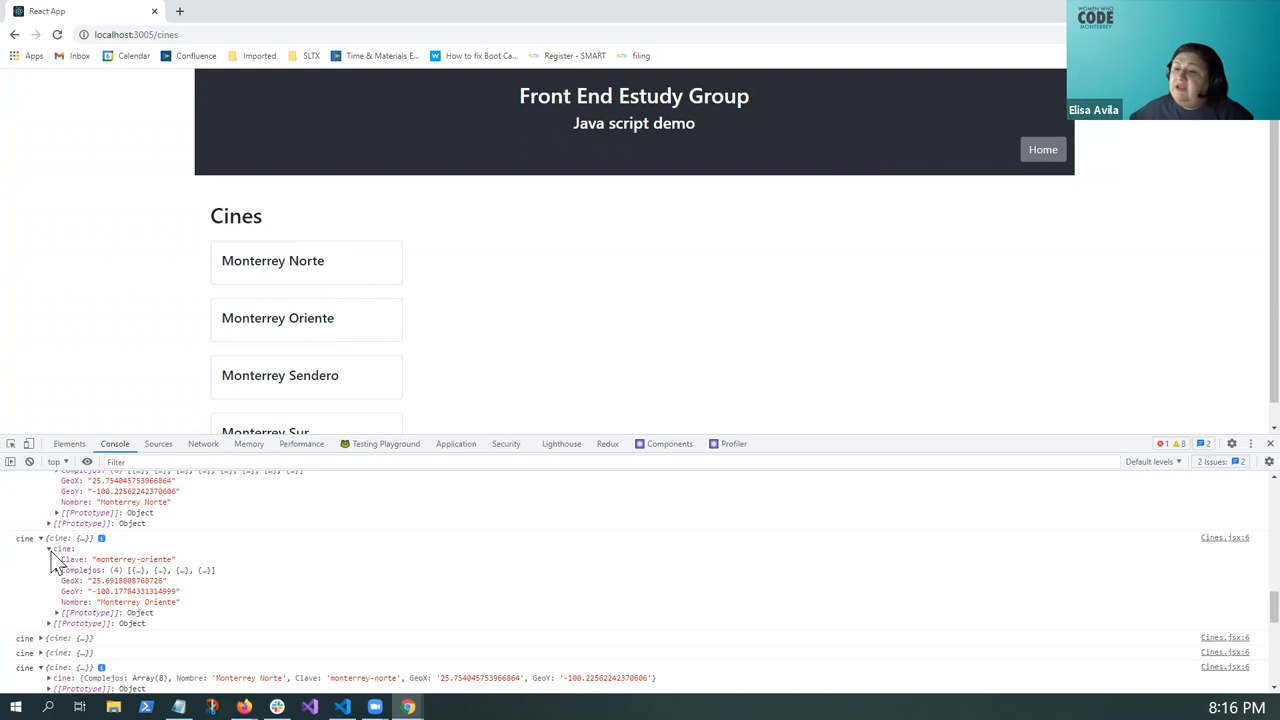 React App
localhost:3005/cines
Apps
Inbox
Calendar
Confluence
Imported
SLTX
Time & Materials E...
How to fix Boot Ca...
Register - SMART
filing
WOMEN WHO
CODE
MONTERREY
Elisa Avila
Front End Estudy Group
Java script demo
Home
Cines
Monterrey Norte
Monterrey Oriente
Monterrey Sendero
Monterrey Sur
Elements
Console
Sources
Network
Memory
Performance
Testing Playground
Application
Security
Lighthouse
Redux
Components
Profiler
1
8
2
top
Filter
Default levels
2 Issues:
2
Complejos: (6) [{…}, {…}, {…}, {…}, {…}, {…}, {…}, {…}]
GeoX: "25.754045753966864"
GeoY: "-100.22562242370606"
Nombre: "Monterrey Norte"
[[Prototype]]: Object
[[Prototype]]: Object
cine {cine: {…}}
Cines.jsx:6
cine:
Clave: "monterrey-oriente"
Complejos: (4) [{…}, {…}, {…}, {…}]
GeoX: "25.6918808768726"
GeoY: "-100.17784331314999"
Nombre: "Monterrey Oriente"
[[Prototype]]: Object
[[Prototype]]: Object
cine {cine: {…}}
Cines.jsx:6
cine {cine: {…}}
Cines.jsx:6
cine {cine: {…}}
Cines.jsx:6
cine: {Complejos: Array(8), Nombre: 'Monterrey Norte', Clave: 'monterrey-norte', GeoX: '25.754045753966864', GeoY: '-100.22562242370606'}
[[Prototype]]: Object
8:16 PM